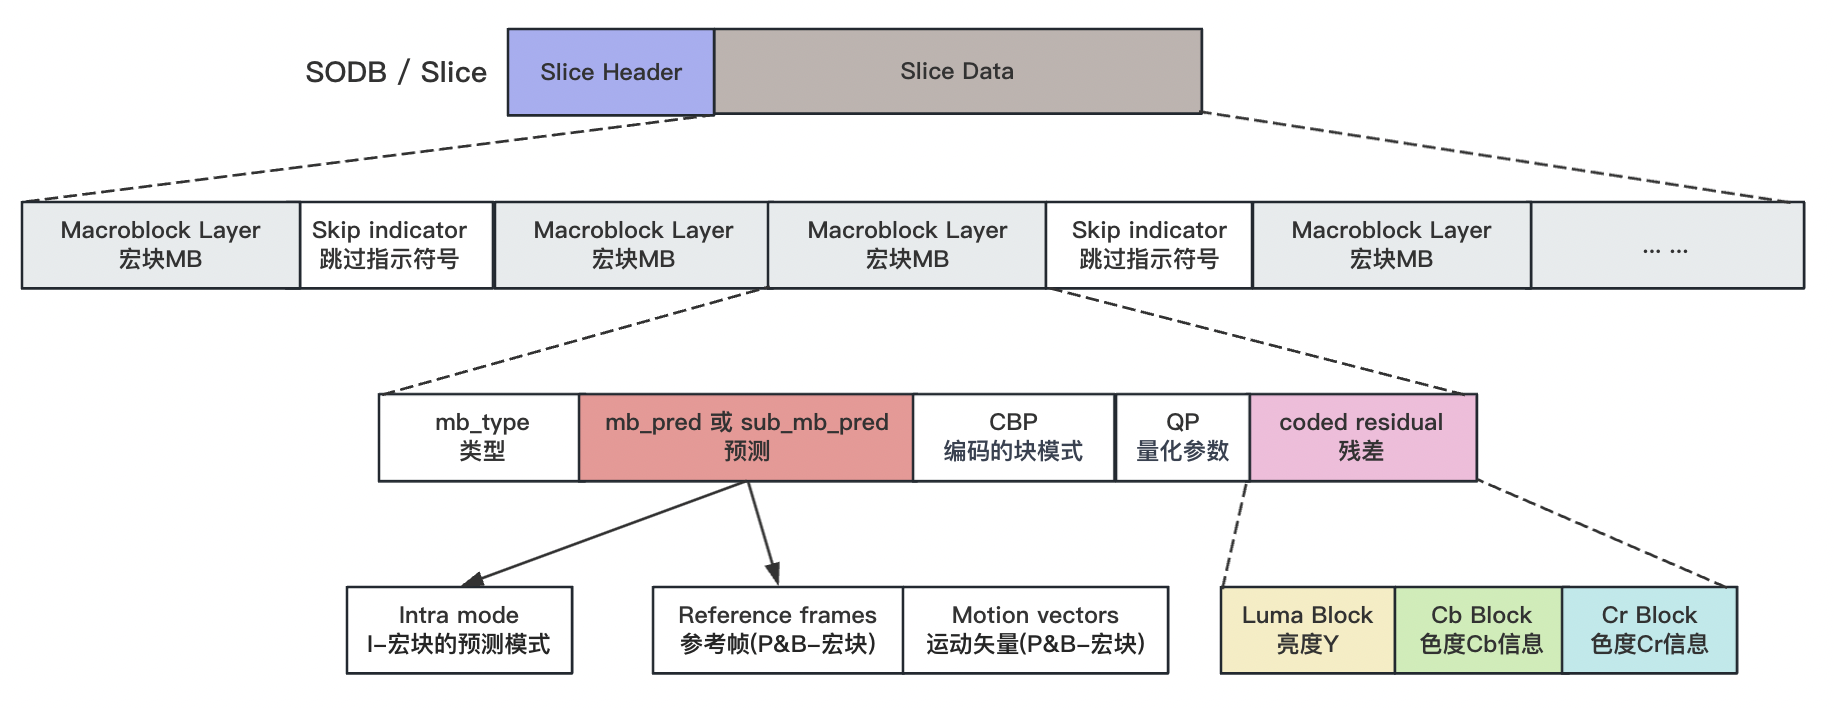 SODB / Slice
Slice Header
Slice Data
Macroblock Layer
宏块MB
Skip indicator
跳过指示符号
Macroblock Layer
宏块MB
Macroblock Layer
宏块MB
Skip indicator
跳过指示符号
Macroblock Layer
宏块MB
... ...
mb_type
类型
mb_pred 或 sub_mb_pred
预测
CBP
编码的块模式
QP
量化参数
coded residual
残差
Intra mode
I-宏块的预测模式
Reference frames
参考帧(P&B-宏块)
Motion vectors
运动矢量(P&B-宏块)
Luma Block
亮度Y
Cb Block
色度Cb信息
Cr Block
色度Cr信息